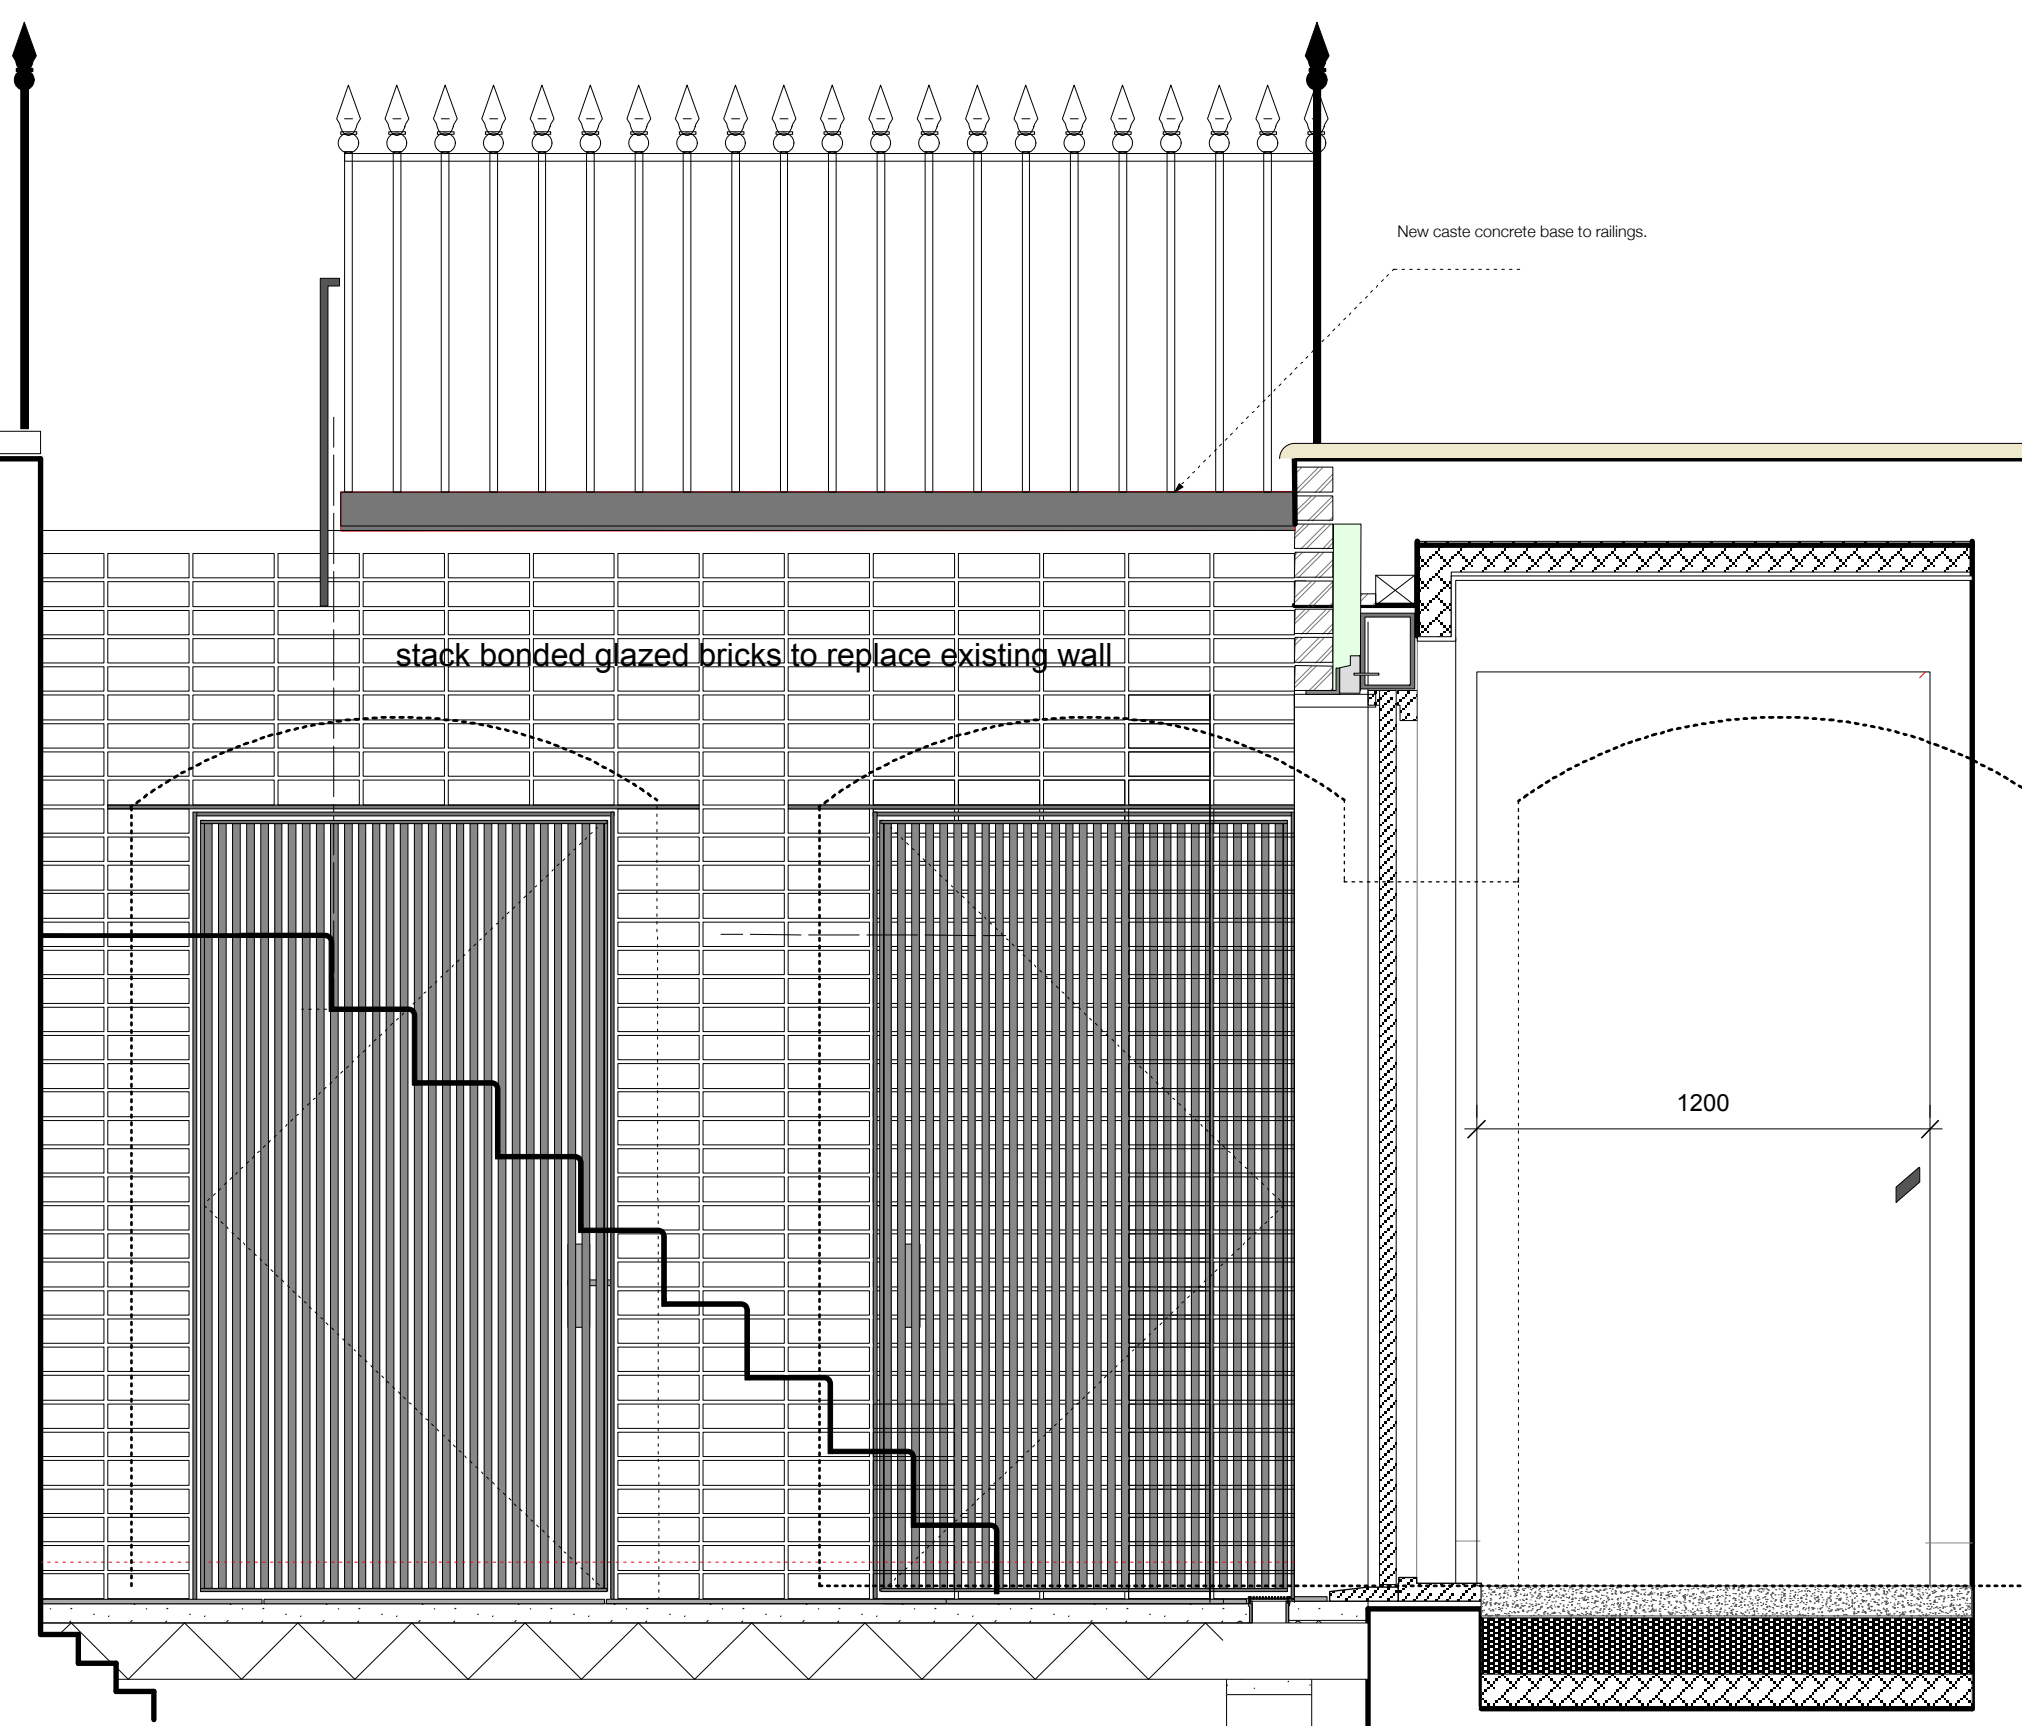 New caste concrete base to railings.
stack bonded glazed bricks to replace existing wall
1200